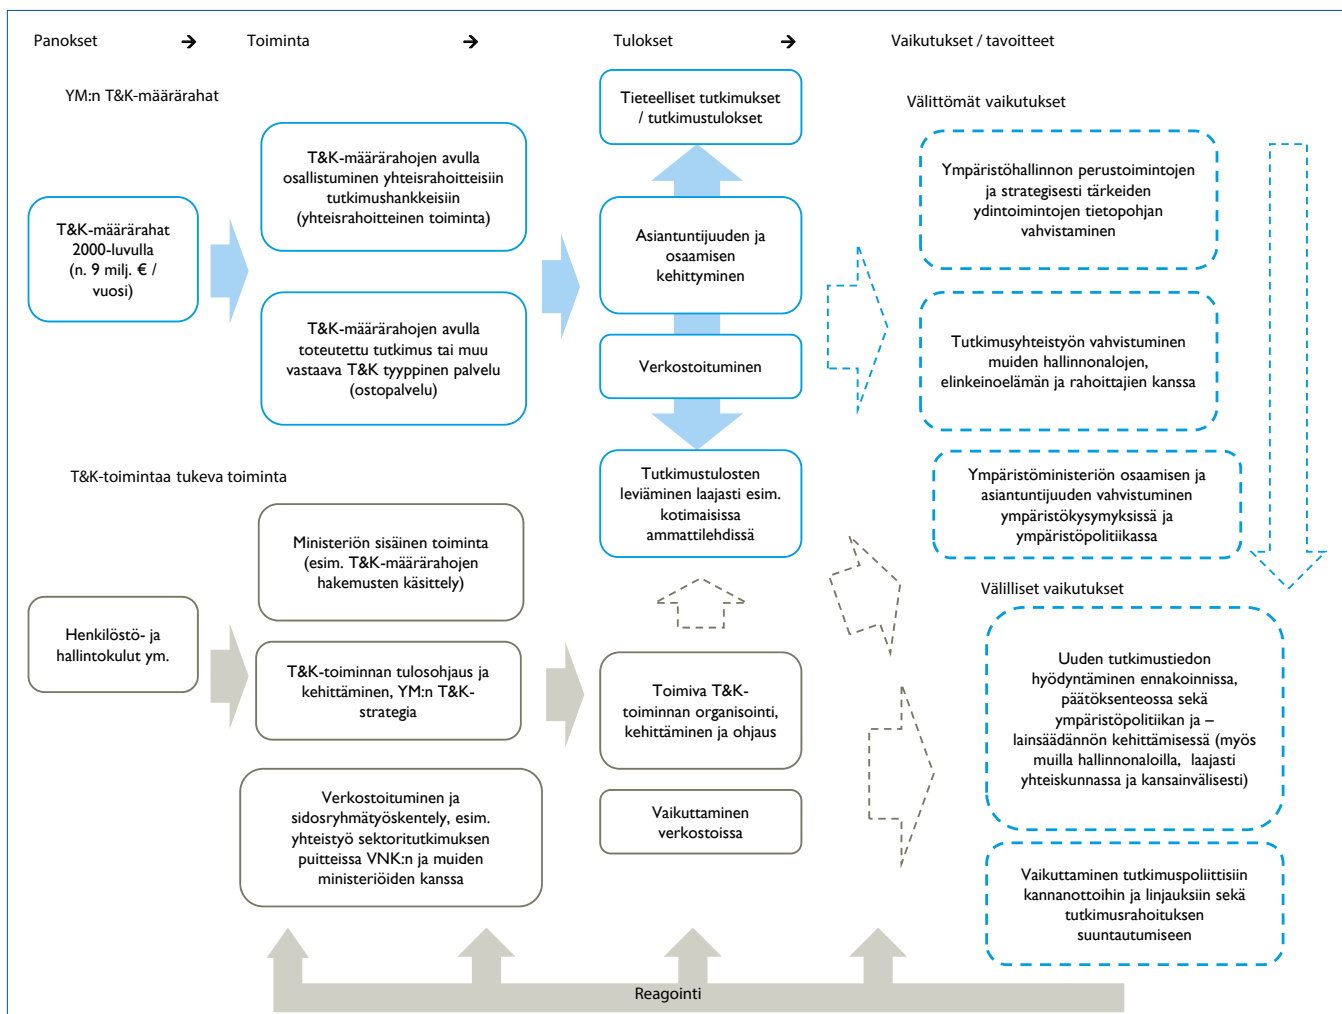 Panokset → Toiminta → Tulokset → Vaikutukset / tavoitteet
YM:n T&K-määrärahat
T&K-määrärahat
2000-luvulla
(n. 9 milj. € /
vuosi)
T&K-määrärahojen avulla
osallistuminen yhteisrahoitteisiin
tutkimushankkeisiin
(yhteisrahoitteinen toiminta)
T&K-määrärahojen avulla
toteutettu tutkimus tai muu
vastaava T&K tyyppinen palvelu
(ostopalvelu)
Tieteelliset tutkimukset
/ tutkimustulokset
Asiantuntijuuden ja
osaamisen
kehittyminen
Verkostoituminen
Tutkimustulosten
leviäminen laajasti esim.
kotimaisissa
ammattilehdissä
Välittömät vaikutukset
Ympäristöhallinnon perustoimintojen
ja strategisesti tärkeiden
ydintoimintojen tietopohjan
vahvistaminen
Tutkimusyhteistyön vahvistuminen
muiden hallinnonalojen,
elinkeinoelämän ja rahoittajien kanssa
Ympäristöministeriön osaamisen ja
asiantuntijuuden vahvistuminen
ympäristökysymyksissä ja
ympäristöpolitiikassa
T&K-toimintaa tukeva toiminta
Henkilöstö- ja
hallintokulut ym.
Ministeriön sisäinen toiminta
(esim. T&K-määrärahojen
hakemusten käsittely)
T&K-toiminnan tulosohjaus ja
kehittäminen, YM:n T&K-
strategia
Verkostoituminen ja
sidosryhmätyöskentely, esim.
yhteistyö sektoritutkimuksen
puitteissa VNK:n ja muiden
ministeriöiden kanssa
Toimiva T&K-
toiminnan organisointi,
kehittäminen ja ohjaus
Vaikuttaminen
verkostoissa
Välilliset vaikutukset
Uuden tutkimustiedon
hyödyntäminen ennakoinnissa,
päätöksenteossa sekä
ympäristöpolitiikan ja –
lainsäädännön kehittämisessä (myös
muilla hallinnonaloilla, laajasti
yhteiskunnassa ja kansainvälisesti)
Vaikuttaminen tutkimuspoliittisiin
kannanottoihin ja linjauksiin sekä
tutkimusrahoituksen
suuntautumiseen
Reagointi